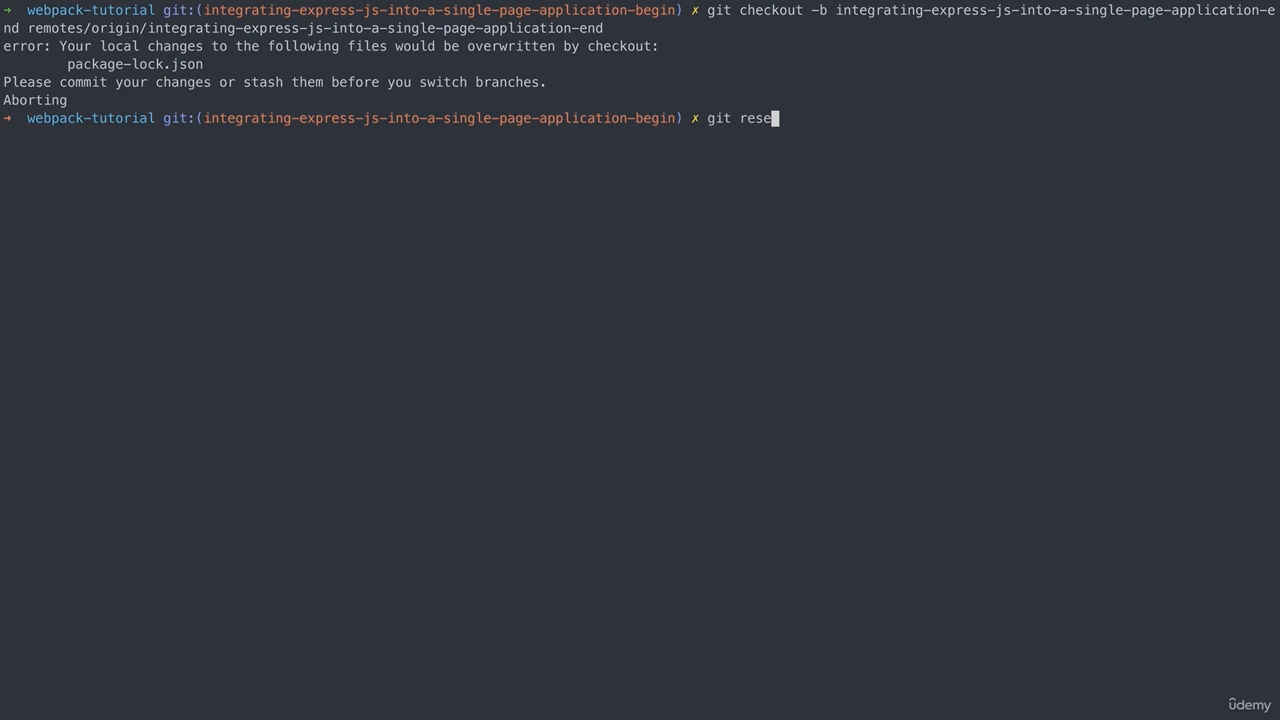 ➜  webpack-tutorial git:(integrating-express-js-into-a-single-page-application-begin) ✗ git checkout -b integrating-express-js-into-a-single-page-application-e
nd remotes/origin/integrating-express-js-into-a-single-page-application-end
error: Your local changes to the following files would be overwritten by checkout:
        package-lock.json
Please commit your changes or stash them before you switch branches.
Aborting
➜  webpack-tutorial git:(integrating-express-js-into-a-single-page-application-begin) ✗ git rese
ûdemy